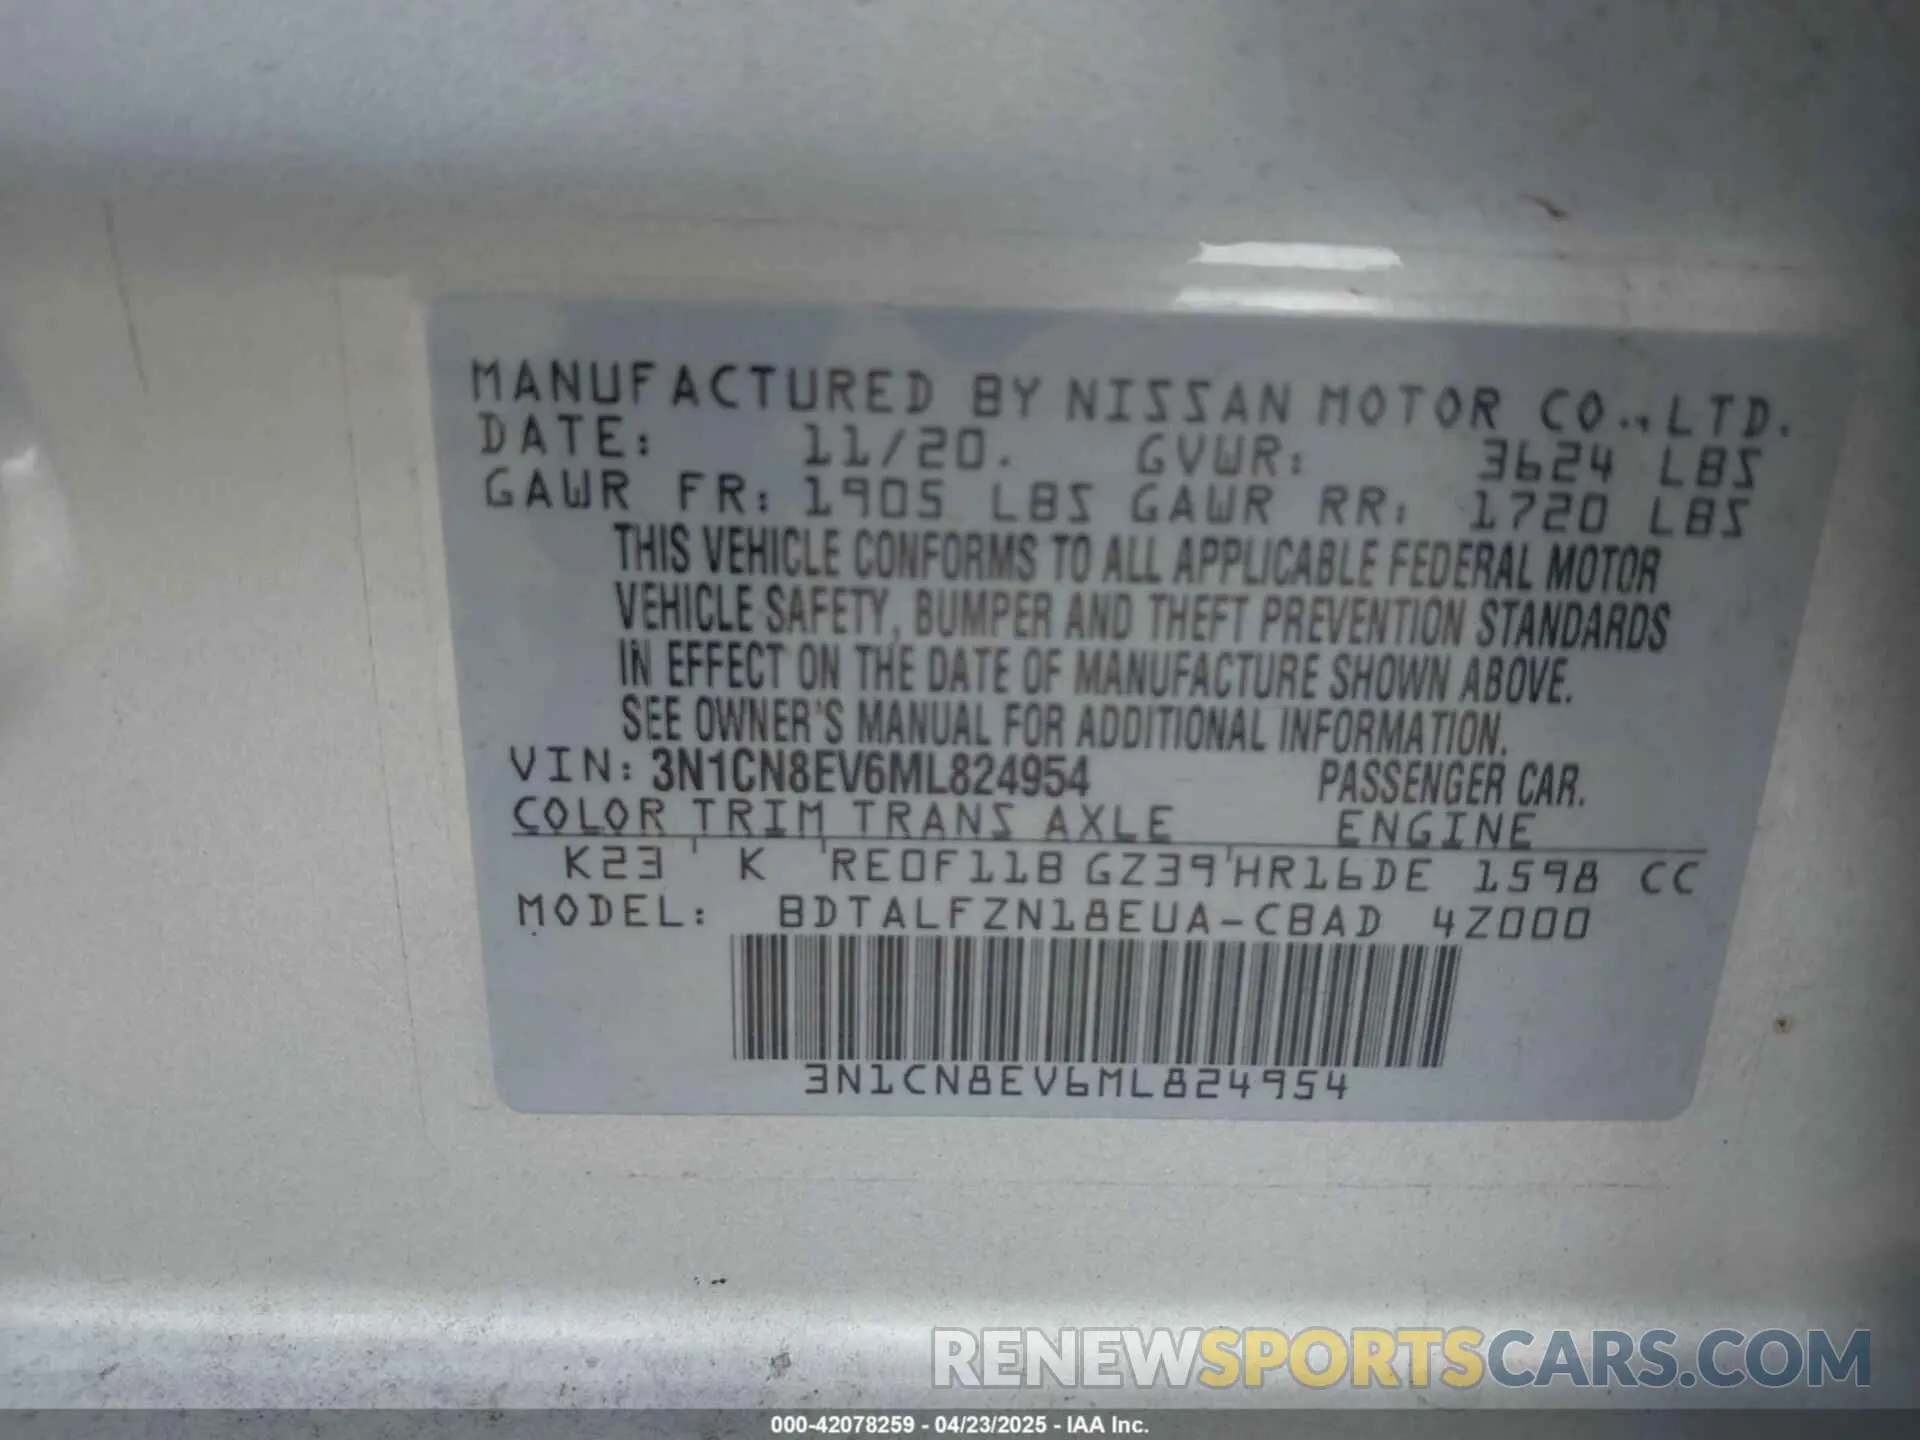 MANUFACTURED BY NISSAN MOTOR CO.,LTD.
DATE: 11/20. GVWR: 3624 LBS
GAWR FR: 1905 LBS GAWR RR: 1720 LBS
THIS VEHICLE CONFORMS TO ALL APPLICABLE FEDERAL MOTOR
VEHICLE SAFETY, BUMPER AND THEFT PREVENTION STANDARDS
IN EFFECT ON THE DATE OF MANUFACTURE SHOWN ABOVE.
SEE OWNER'S MANUAL FOR ADDITIONAL INFORMATION.
VIN: 3N1CN8EV6ML824954 PASSENGER CAR.
COLOR TRIM TRANS AXLE ENGINE
K23 K RE0F11B GZ39 HR16DE 1598 CC
MODEL: BDTALFZN18EUA-CBAD 4Z000
3N1CN8EV6ML824954
RENEWSPORTSCARS.COM
000-42078259 - 04/23/2025 - IAA Inc.